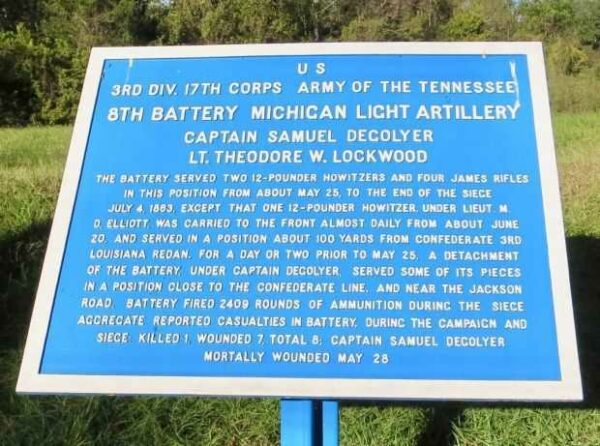 U S
3RD DIV. 17TH CORPS ARMY OF THE TENNESSEE
8TH BATTERY MICHIGAN LIGHT ARTILLERY
CAPTAIN SAMUEL DEGOLYER
LT. THEODORE W. LOCKWOOD
THE BATTERY SERVED TWO 12-POUNDER HOWITZERS AND FOUR JAMES RIFLES
IN THIS POSITION FROM ABOUT MAY 25, TO THE END OF THE SIEGE
JULY 4, 1863, EXCEPT THAT ONE 12-POUNDER HOWITZER, UNDER LIEUT. M
D. ELLIOTT, WAS CARRIED TO THE FRONT ALMOST DAILY FROM ABOUT JUNE
20, AND SERVED IN A POSITION ABOUT 100 YARDS FROM CONFEDERATE 3RD
LOUISIANA REDAN. FOR A DAY OR TWO PRIOR TO MAY 25, A DETACHMENT
OF THE BATTERY, UNDER CAPTAIN DEGOLYER, SERVED SOME OF ITS PIECES
IN A POSITION CLOSE TO THE CONFEDERATE LINE, AND NEAR THE JACKSON
ROAD. BATTERY FIRED 2409 ROUNDS OF AMMUNITION DURING THE SIEGE
AGGREGATE REPORTED CASUALTIES IN BATTERY, DURING THE CAMPAIGN AND
SIEGE: KILLED 1, WOUNDED 7, TOTAL 8; CAPTAIN SAMUEL DEGOLYER
MORTALLY WOUNDED MAY 28